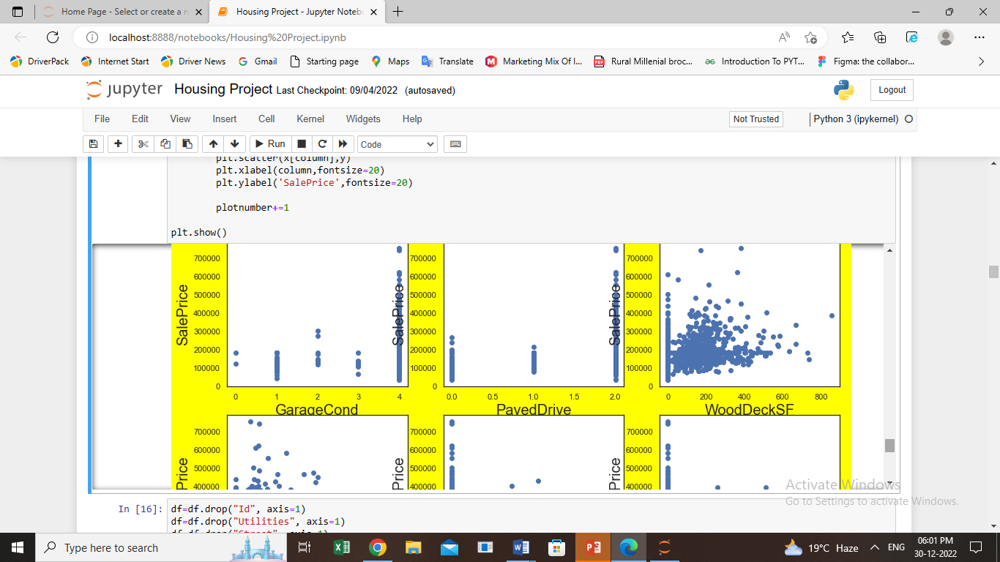 Home Page - Select or create a n
Housing Project - Jupyter Noteb
localhost:8888/notebooks/Housing%20Project.ipynb
DriverPack Internet Start Driver News Gmail Starting page Maps Translate Marketing Mix Of I... Rural Millenial broc... Introduction To PYT... Figma: the collabor...
jupyter Housing Project Last Checkpoint: 09/04/2022 (autosaved) Logout
File Edit View Insert Cell Kernel Widgets Help Not Trusted Python 3 (ipykernel)
Run Code
plt.scatter(x[column],y)
plt.xlabel(column,fontsize=20)
plt.ylabel('SalePrice',fontsize=20)
plotnumber+=1
plt.show()
700000 700000 700000
600000 600000 600000
500000 500000 500000
400000 400000 400000
300000 300000 300000
200000 200000 200000
100000 100000 100000
0 0 0
SalePrice SalePrice SalePrice
0 1 2 3 4 0.0 0.5 1.0 1.5 2.0 0 200 400 600 800
GarageCond PavedDrive WoodDeckSF
700000 700000 700000
600000 600000 600000
500000 500000 500000
400000 400000 400000
Price Price Price
Activate Windows
Go to Settings to activate Windows.
In [16]: df=df.drop("Id", axis=1)
df=df.drop("Utilities", axis=1)
df=df.drop("Street", axis=1)
Type here to search 19°C Haze ENG 06:01 PM
30-12-2022